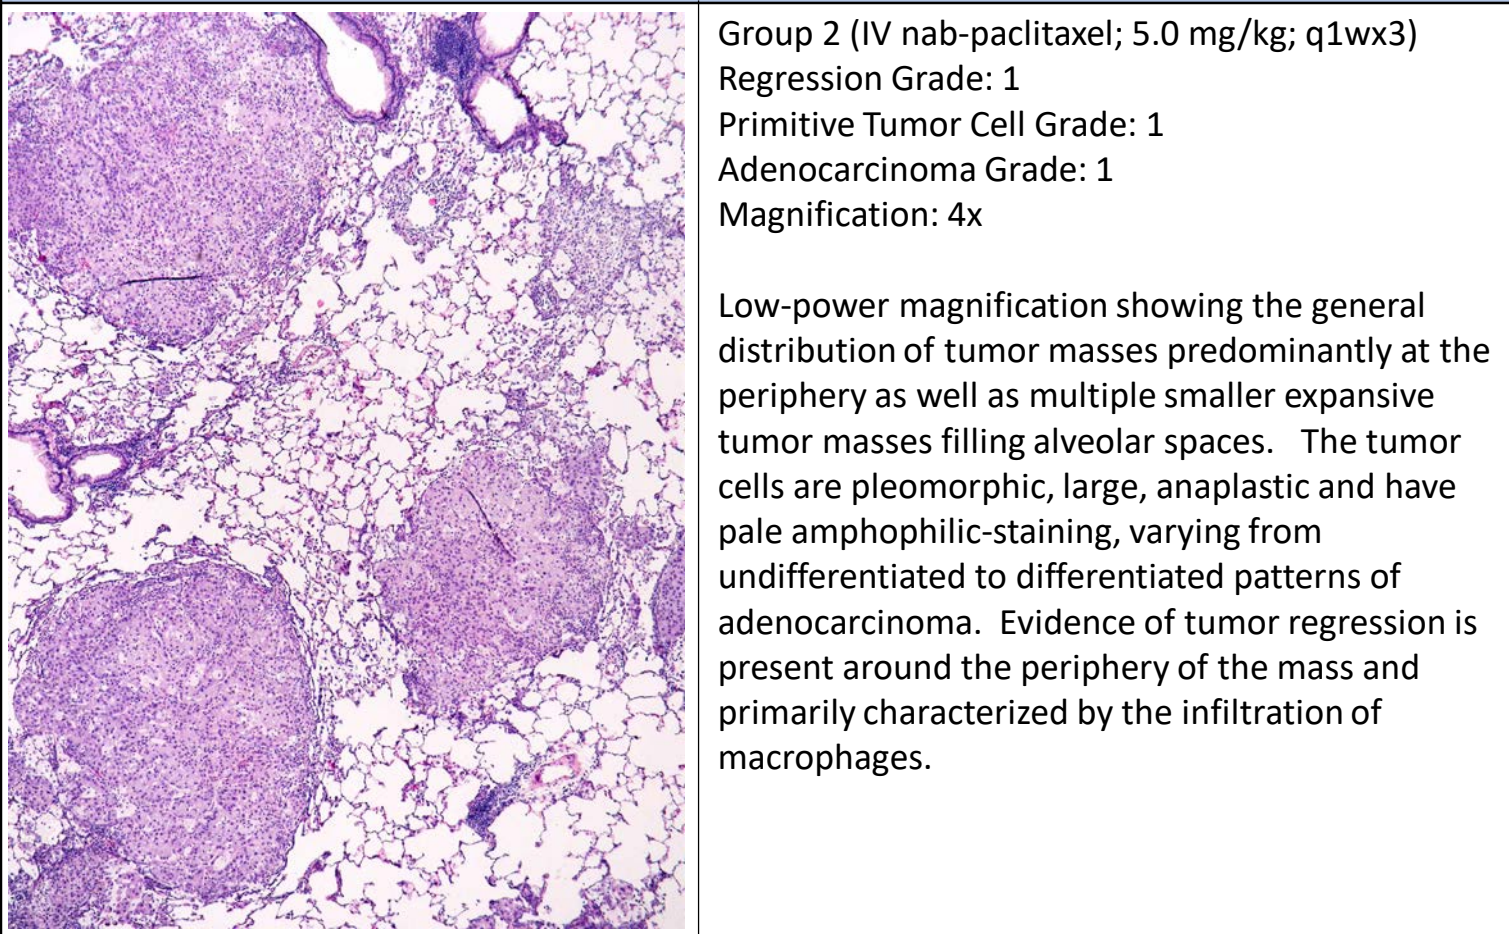 Group 2 (IV nab-paclitaxel; 5.0 mg/kg; q1wx3)
Regression Grade: 1
Primitive Tumor Cell Grade: 1
Adenocarcinoma Grade: 1
Magnification: 4x
Low-power magnification showing the general
distribution of tumor masses predominantly at the
periphery as well as multiple smaller expansive
tumor masses filling alveolar spaces.   The tumor
cells are pleomorphic, large, anaplastic and have
pale amphophilic-staining, varying from
undifferentiated to differentiated patterns of
adenocarcinoma.  Evidence of tumor regression is
present around the periphery of the mass and
primarily characterized by the infiltration of
macrophages.